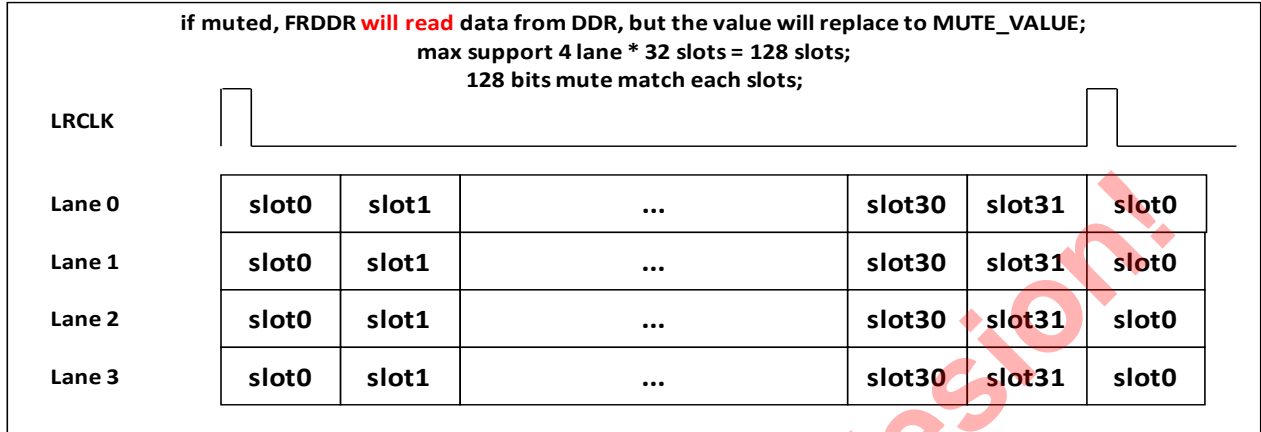 if muted, FRDDR will read data from DDR, but the value will replace to MUTE_VALUE;
max support 4 lane * 32 slots = 128 slots;
128 bits mute match each slots;
LRCLK
Lane 0 slot0 slot1 ... slot30 slot31 slot0
Lane 1 slot0 slot1 ... slot30 slot31 slot0
Lane 2 slot0 slot1 ... slot30 slot31 slot0
Lane 3 slot0 slot1 ... slot30 slot31 slot0